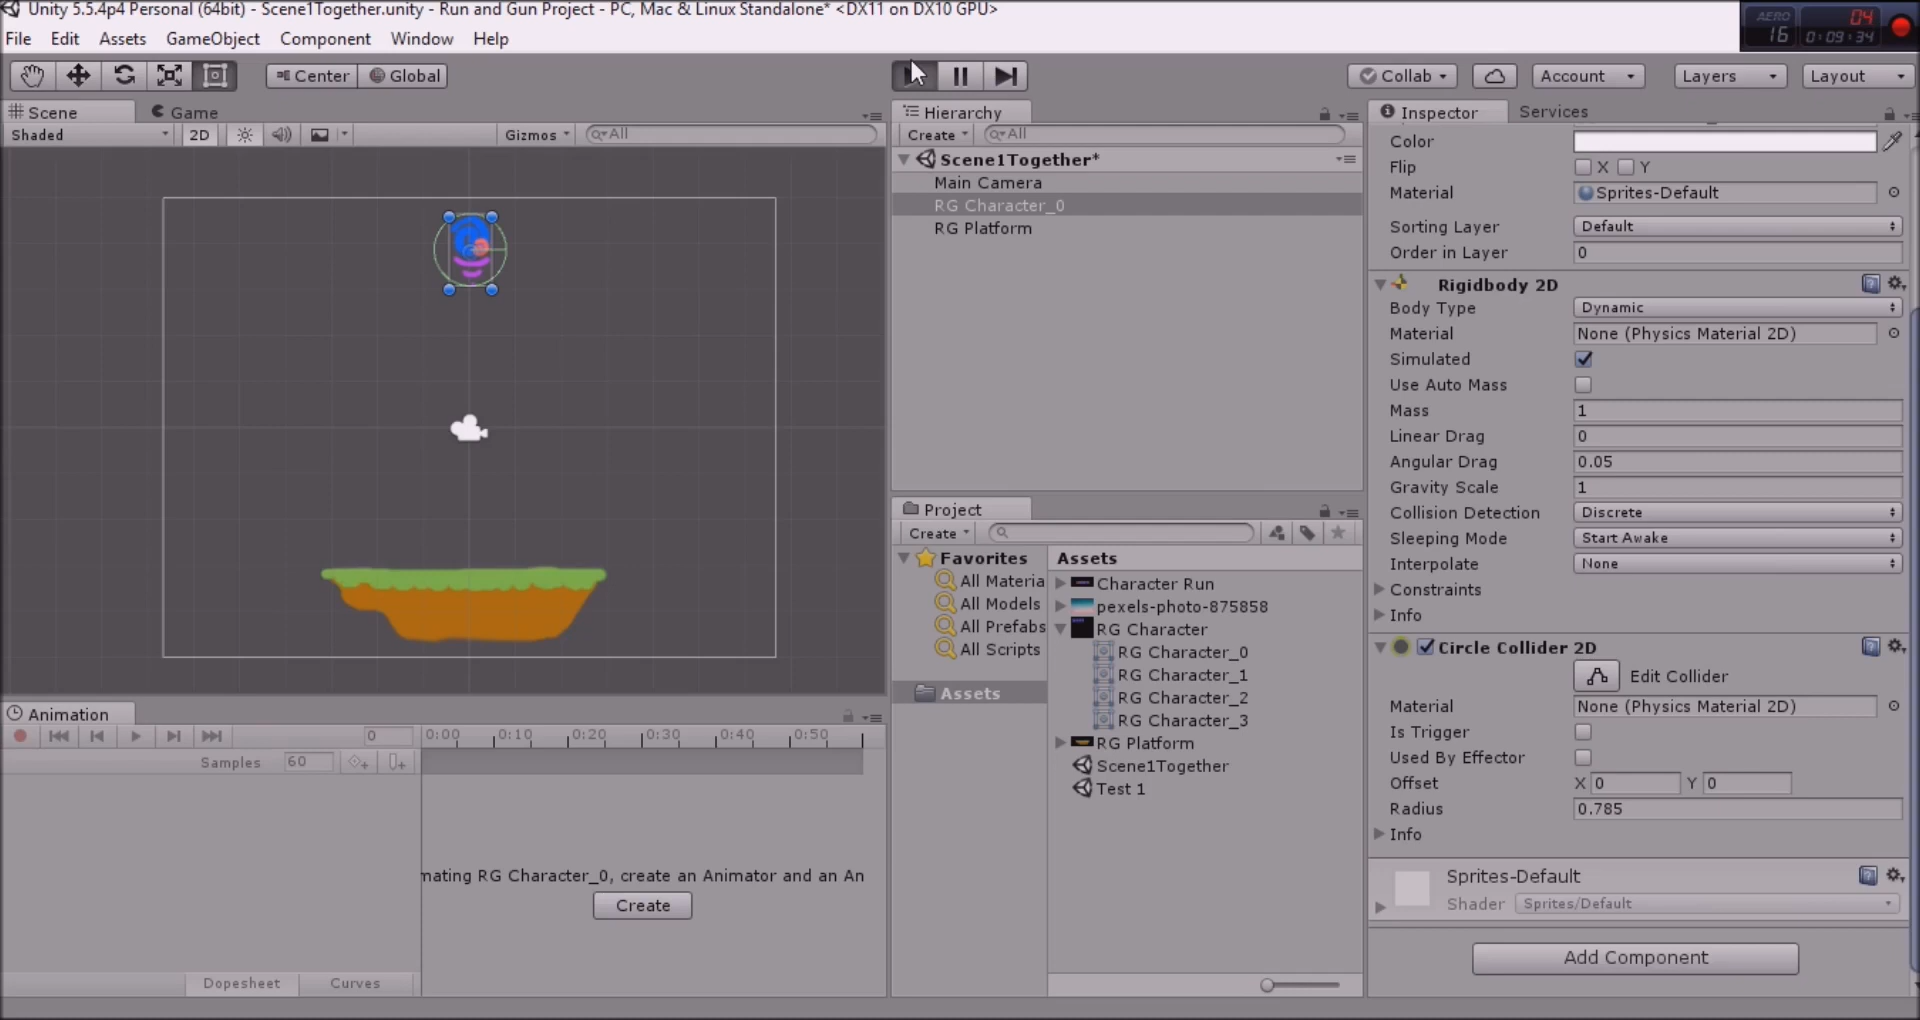 Unity 5.5.4p4 Personal (64bit) - Scene1Together.unity - Run and Gun Project - PC, Mac & Linux Standalone* <DX11 on DX10 GPU>
AERO 16 04 0:09:34
File Edit Assets GameObject Component Window Help
Center Global Collab Account Layers Layout
Scene Game
Shaded 2D Gizmos All
Hierarchy
Create All
Scene1Together*
Main Camera
RG Character_0
RG Platform
Project
Create
Favorites
All Materia
All Models
All Prefabs
All Scripts
Assets
Assets
Character Run
pexels-photo-875858
RG Character
RG Character_0
RG Character_1
RG Character_2
RG Character_3
RG Platform
Scene1Together
Test 1
Inspector Services
Color
Flip X Y
Material Sprites-Default
Sorting Layer Default
Order in Layer 0
Rigidbody 2D
Body Type Dynamic
Material None (Physics Material 2D)
Simulated
Use Auto Mass
Mass 1
Linear Drag 0
Angular Drag 0.05
Gravity Scale 1
Collision Detection Discrete
Sleeping Mode Start Awake
Interpolate None
Constraints
Info
Circle Collider 2D
Edit Collider
Material None (Physics Material 2D)
Is Trigger
Used By Effector
Offset X 0 Y 0
Radius 0.785
Info
Sprites-Default
Shader Sprites/Default
Add Component
Animation
0 0:00 0:10 0:20 0:30 0:40 0:50
Samples 60
mating RG Character_0, create an Animator and an An
Create
Dopesheet Curves